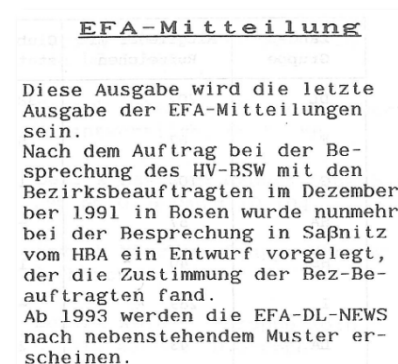 EFA-Mitteilung
Diese Ausgabe wird die letzte
Ausgabe der EFA-Mitteilungen
sein.
Nach dem Auftrag bei der Be-
sprechung des HV-BSW mit den
Bezirksbeauftragten im Dezember
ber 1991 in Bosen wurde nunmehr
bei der Besprechung in Saßnitz
vom HBA ein Entwurf vorgelegt,
der die Zustimmung der Bez-Be-
auftragten fand.
Ab 1993 werden die EFA-DL-NEWS
nach nebenstehendem Muster er-
scheinen.